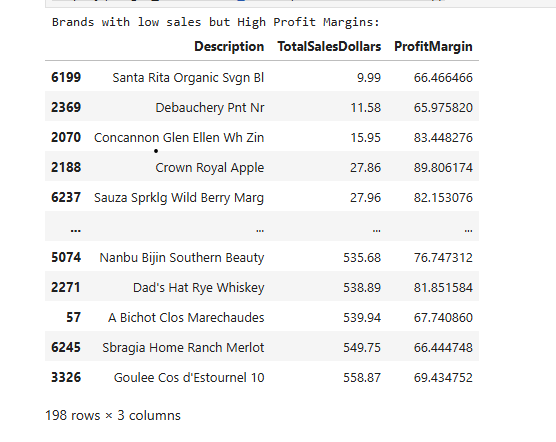 Brands with low sales but High Profit Margins:
Description TotalSalesDollars ProfitMargin
6199 Santa Rita Organic Svgn Bl 9.99 66.466466
2369 Debauchery Pnt Nr 11.58 65.975820
2070 Concannon Glen Ellen Wh Zin 15.95 83.448276
2188 Crown Royal Apple 27.86 89.806174
6237 Sauza Sprklg Wild Berry Marg 27.96 82.153076
... ... ... ...
5074 Nanbu Bijin Southern Beauty 535.68 76.747312
2271 Dad's Hat Rye Whiskey 538.89 81.851584
57 A Bichot Clos Marechaudes 539.94 67.740860
6245 Sbragia Home Ranch Merlot 549.75 66.444748
3326 Goulee Cos d'Estournel 10 558.87 69.434752
198 rows × 3 columns